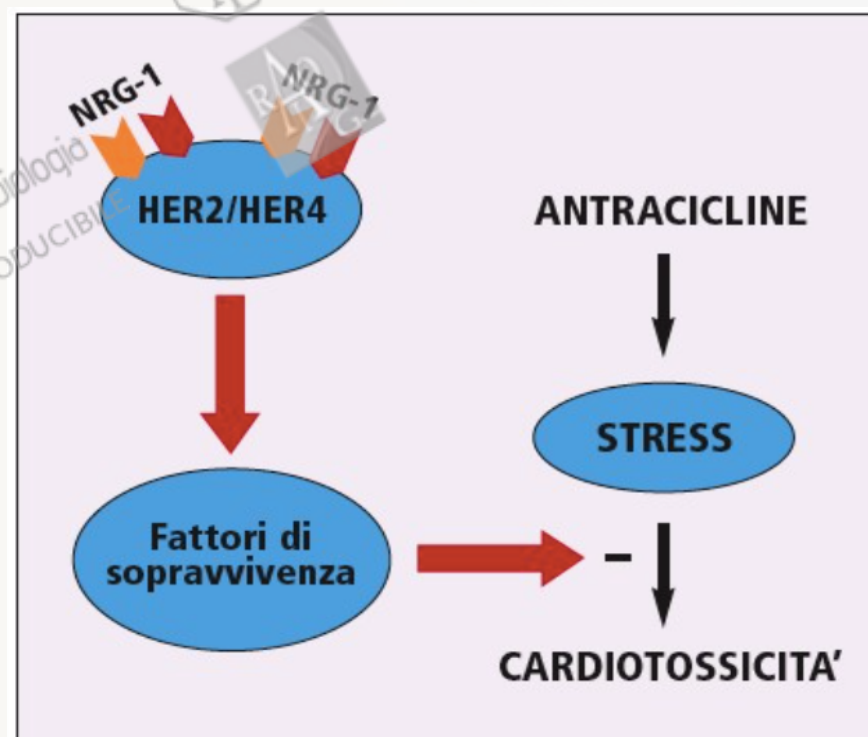 NRG-1
NRG-1
HER2/HER4
ANTRACICLINE
STRESS
Fattori di
sopravvivenza
–
CARDIOTOSSICITA’